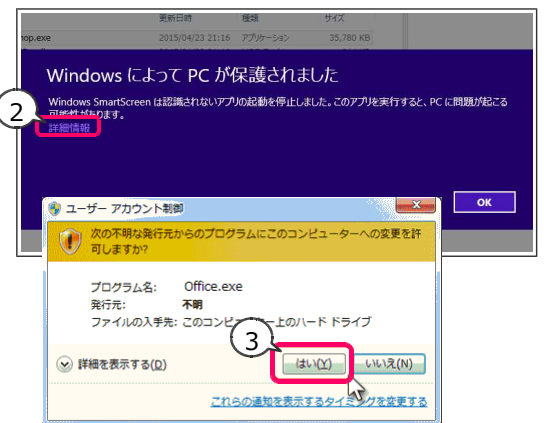 更新日時 種類 サイズ
hop.exe 2015/04/23 21:16 アプリケーション 35,780 KB
Windows によって PC が保護されました
Windows SmartScreen は認識されないアプリの起動を停止しました。このアプリを実行すると、PC に問題が起こる
可能性があります。
2
詳細情報
OK
ユーザー アカウント制御
次の不明な発行元からのプログラムにこのコンピューターへの変更を許
可しますか?
プログラム名: Office.exe
発行元: 不明
ファイルの入手先: このコンピューター上のハード ドライブ
3
詳細を表示する(D) はい(Y) いいえ(N)
これらの通知を表示するタイミングを変更する